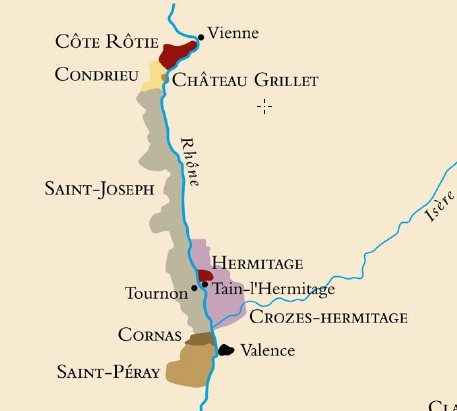 Vienne
CÔTE RÔTIE
CONDRIEU
CHÂTEAU GRILLET
Rhône
SAINT-JOSEPH
Isère
HERMITAGE
Tain-l'Hermitage
Tournon
CROZES-HERMITAGE
CORNAS
Valence
SAINT-PÉRAY